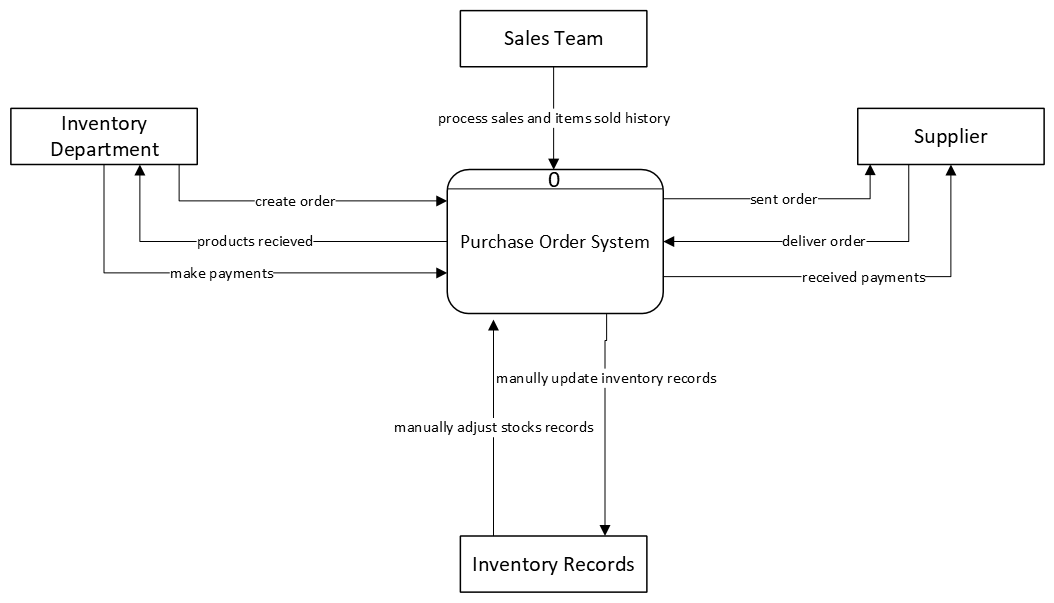 Sales Team
process sales and items sold history
Inventory
Department
Supplier
0
create order
sent order
products recieved
Purchase Order System
deliver order
make payments
received payments
manully update inventory records
manually adjust stocks records
Inventory Records